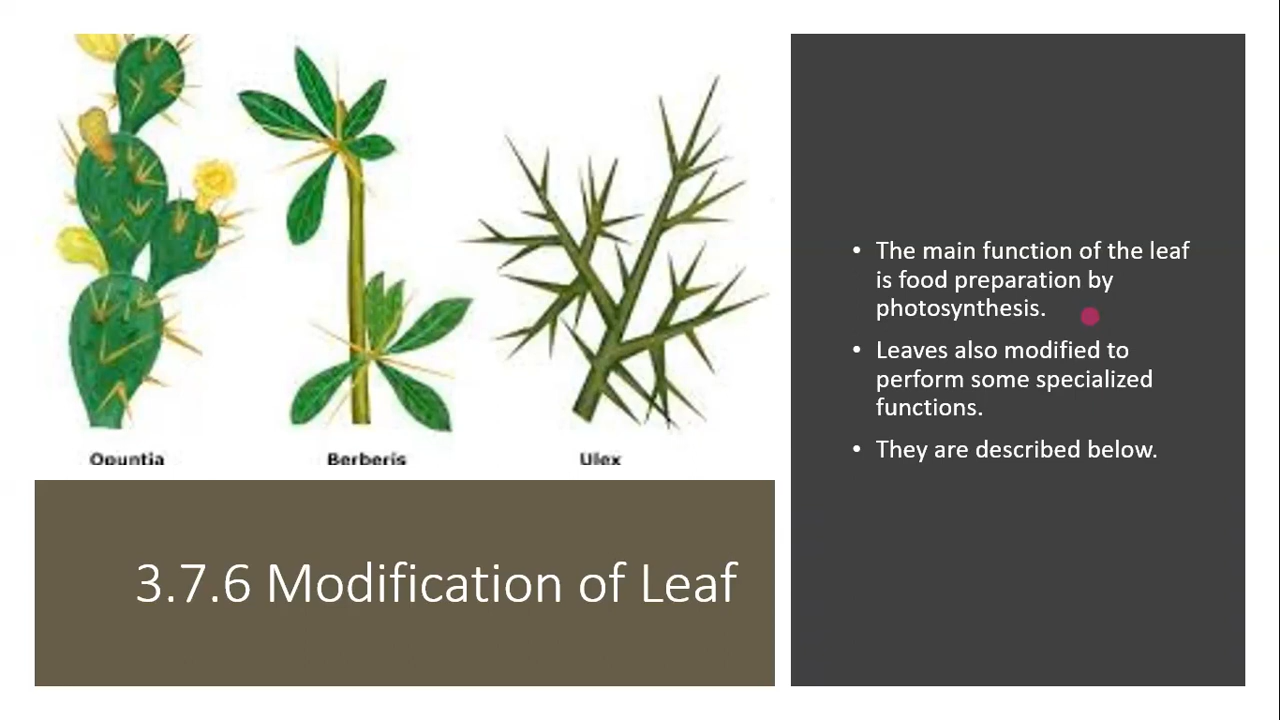 Opuntia
Berberis
Ulex
3.7.6 Modification of Leaf
• The main function of the leaf
is food preparation by
photosynthesis.
• Leaves also modified to
perform some specialized
functions.
• They are described below.